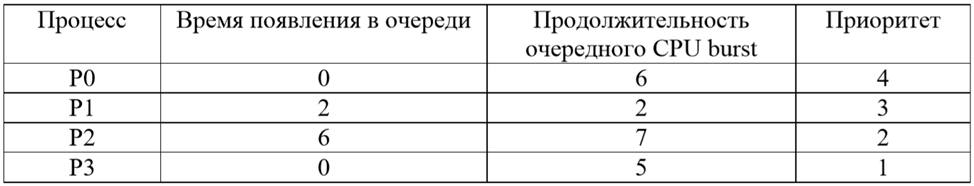 Процесс Время появления в очереди Продолжительность очередного CPU burst Приоритет
P0 0 6 4
P1 2 2 3
P2 6 7 2
P3 0 5 1